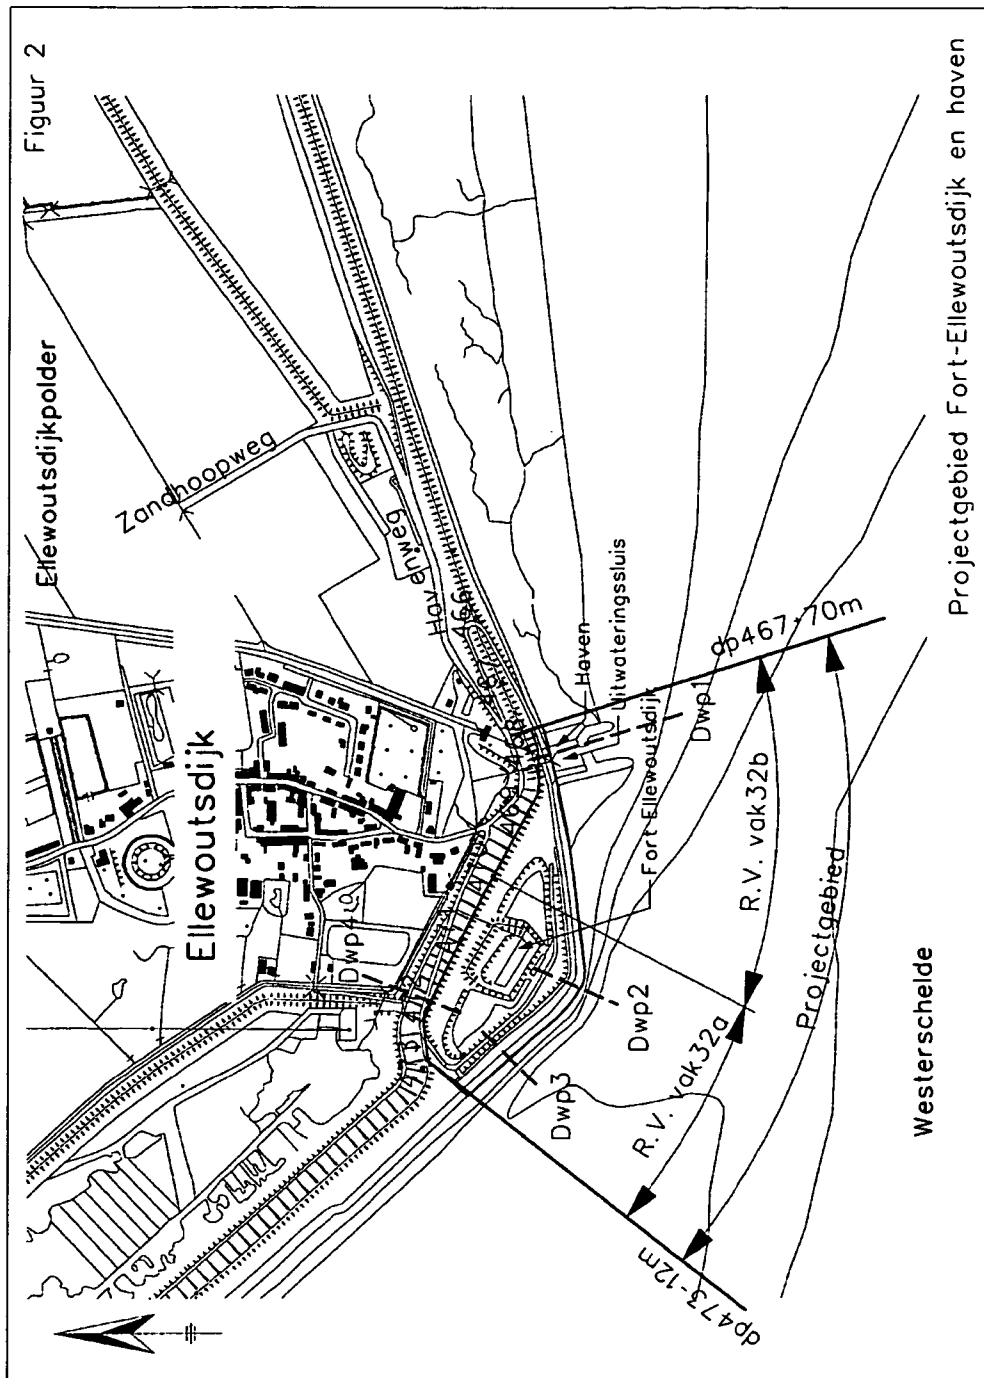 Figuur 2
Ellewoutsdijkpolder
Zandhoopweg
Havenweg
466
467
Ellewoutsdijk
Haven
Uitwateringssluis
Fort Ellewoutsdijk
dp467+70m
Dwp1
Dwp2
Dwp3
R.V. vak32b
R.V. vak32a
Projectgebied
dp473-12m
Westerschelde
Projectgebied Fort-Ellewoutsdijk en haven